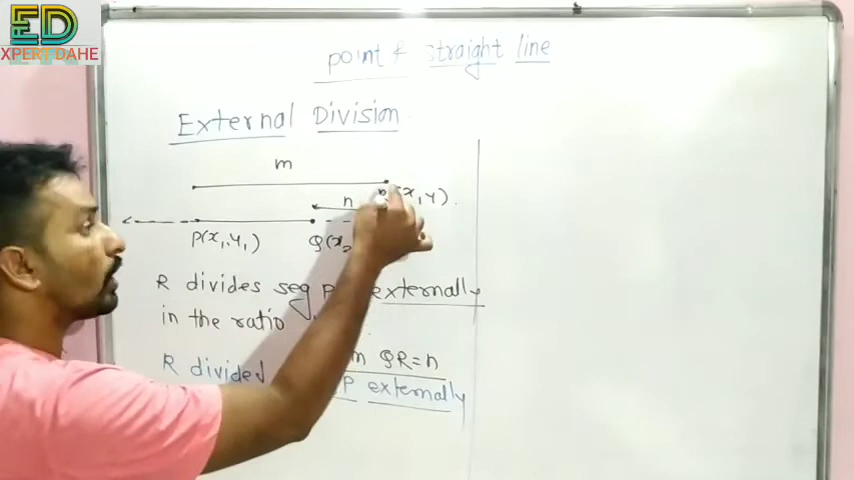 ED
XPERT DAHE
point & straight line
External Division
m
n R(x, y)
P(x₁, y₁) Q(x₂
R divides seg P externally
in the ratio
m QR=n
R divided P externally